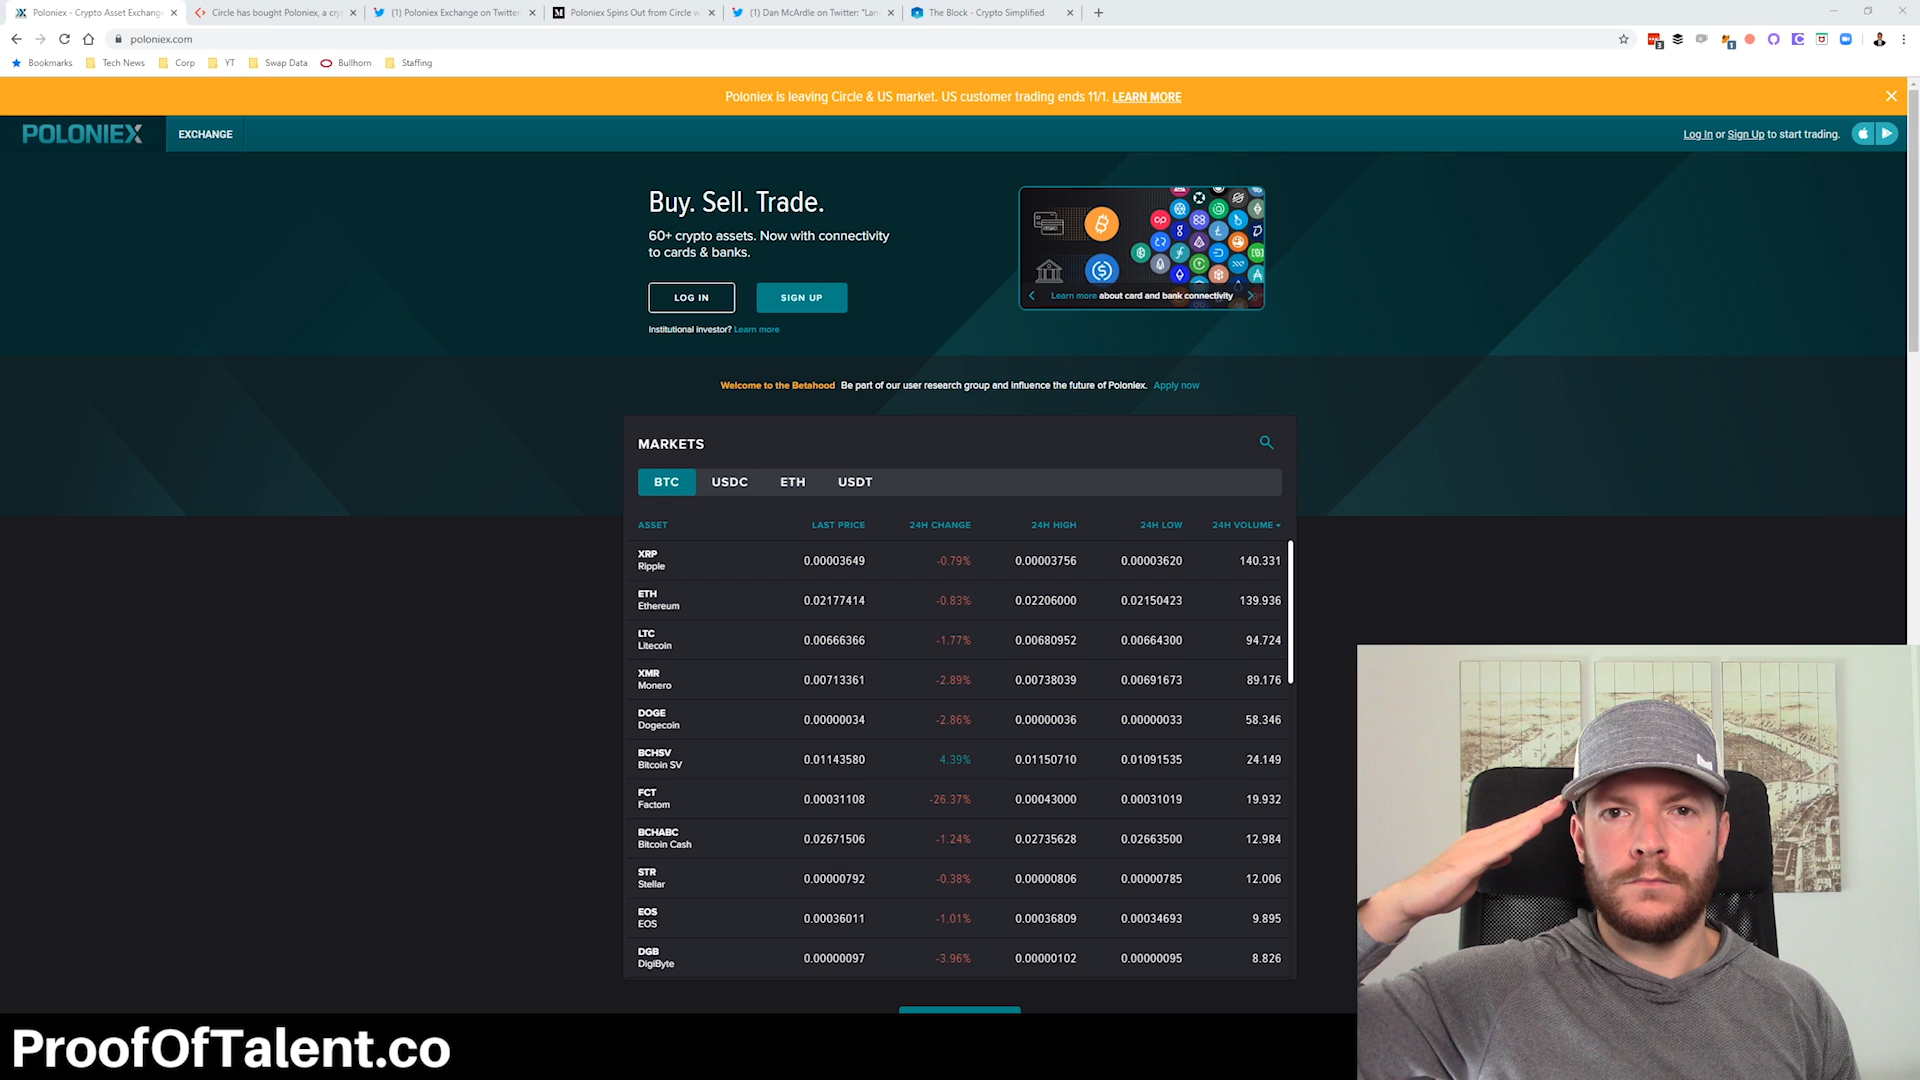 Poloniex - Crypto Asset Exchang
Circle has bought Poloniex, a cry
(1) Poloniex Exchange on Twitter
Poloniex Spins Out from Circle w
(1) Dan McArdle on Twitter: "Lan
The Block - Crypto Simplified
poloniex.com
Bookmarks
Tech News
Corp
YT
Swap Data
Bullhorn
Staffing
Poloniex is leaving Circle & US market. US customer trading ends 11/1. LEARN MORE
POLONIEX
EXCHANGE
Log In or Sign Up to start trading.
Buy. Sell. Trade.
60+ crypto assets. Now with connectivity
to cards & banks.
LOG IN
SIGN UP
Institutional investor? Learn more
Learn more about card and bank connectivity
Welcome to the Betahood Be part of our user research group and influence the future of Poloniex. Apply now
MARKETS
BTC USDC ETH USDT
ASSET LAST PRICE 24H CHANGE 24H HIGH 24H LOW 24H VOLUME
XRP
Ripple
0.00003649 -0.79% 0.00003756 0.00003620 140.331
ETH
Ethereum
0.02177414 -0.83% 0.02206000 0.02150423 139.936
LTC
Litecoin
0.00666366 -1.77% 0.00680952 0.00664300 94.724
XMR
Monero
0.00713361 -2.89% 0.00738039 0.00691673 89.176
DOGE
Dogecoin
0.00000034 -2.86% 0.00000036 0.00000033 58.346
BCHSV
Bitcoin SV
0.01143580 4.39% 0.01150710 0.01091535 24.149
FCT
Factom
0.00031108 -26.37% 0.00043000 0.00031019 19.932
BCHABC
Bitcoin Cash
0.02671506 -1.24% 0.02735628 0.02663500 12.984
STR
Stellar
0.00000792 -0.38% 0.00000806 0.00000785 12.006
EOS
EOS
0.00036011 -1.01% 0.00036809 0.00034693 9.895
DGB
DigiByte
0.00000097 -3.96% 0.00000102 0.00000095 8.826
ProofOfTalent.co